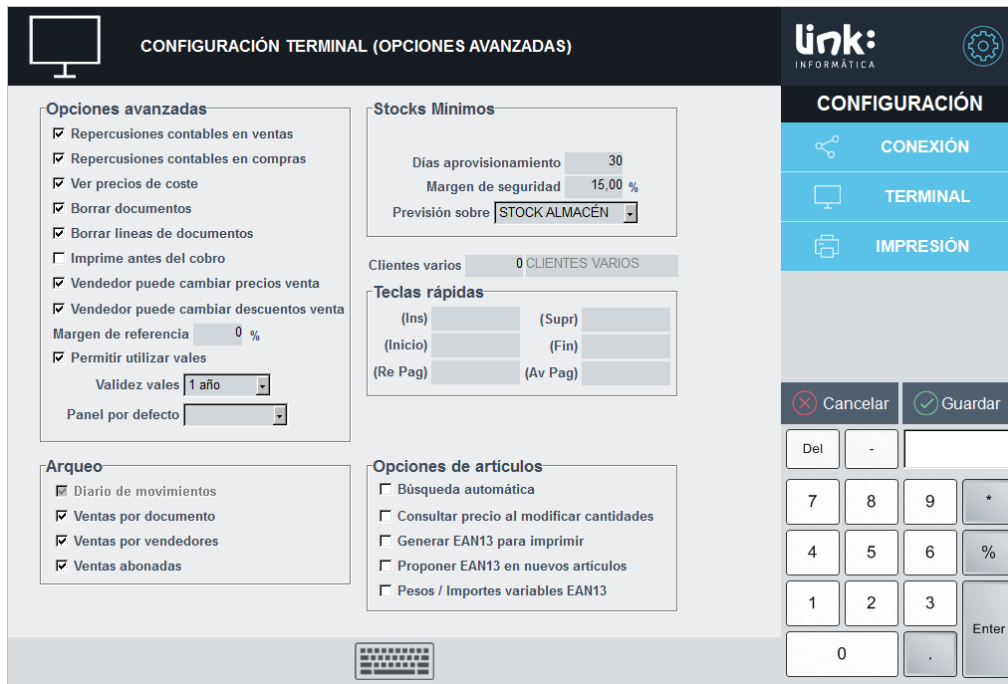 CONFIGURACIÓN TERMINAL (OPCIONES AVANZADAS)
Opciones avanzadas
Repercusiones contables en ventas
Repercusiones contables en compras
Ver precios de coste
Borrar documentos
Borrar lineas de documentos
Imprime antes del cobro
Vendedor puede cambiar precios venta
Vendedor puede cambiar descuentos venta
Margen de referencia 0 %
Permitir utilizar vales
Validez vales 1 año
Panel por defecto
Stocks Minimos
Días aprovisionamiento 30
Margen de seguridad 15,00 %
Previsión sobre STOCK ALMACÉN
Clientes varios 0 CLIENTES VARIOS
Teclas rápidas
(Ins) (Supr)
(Inicio) (Fin)
(Re Pag) (Av Pag)
Arqueo
Diario de movimientos
Ventas por documento
Ventas por vendedores
Ventas abonadas
Opciones de artículos
Búsqueda automática
Consultar precio al modificar cantidades
Generar EAN13 para imprimir
Proponer EAN13 en nuevos artículos
Pesos / Importes variables EAN13
link:
INFORMÁTICA
CONFIGURACIÓN
CONEXIÓN
TERMINAL
IMPRESIÓN
Cancelar Guardar
Del -
7 8 9 *
4 5 6 %
1 2 3 Enter
0 .